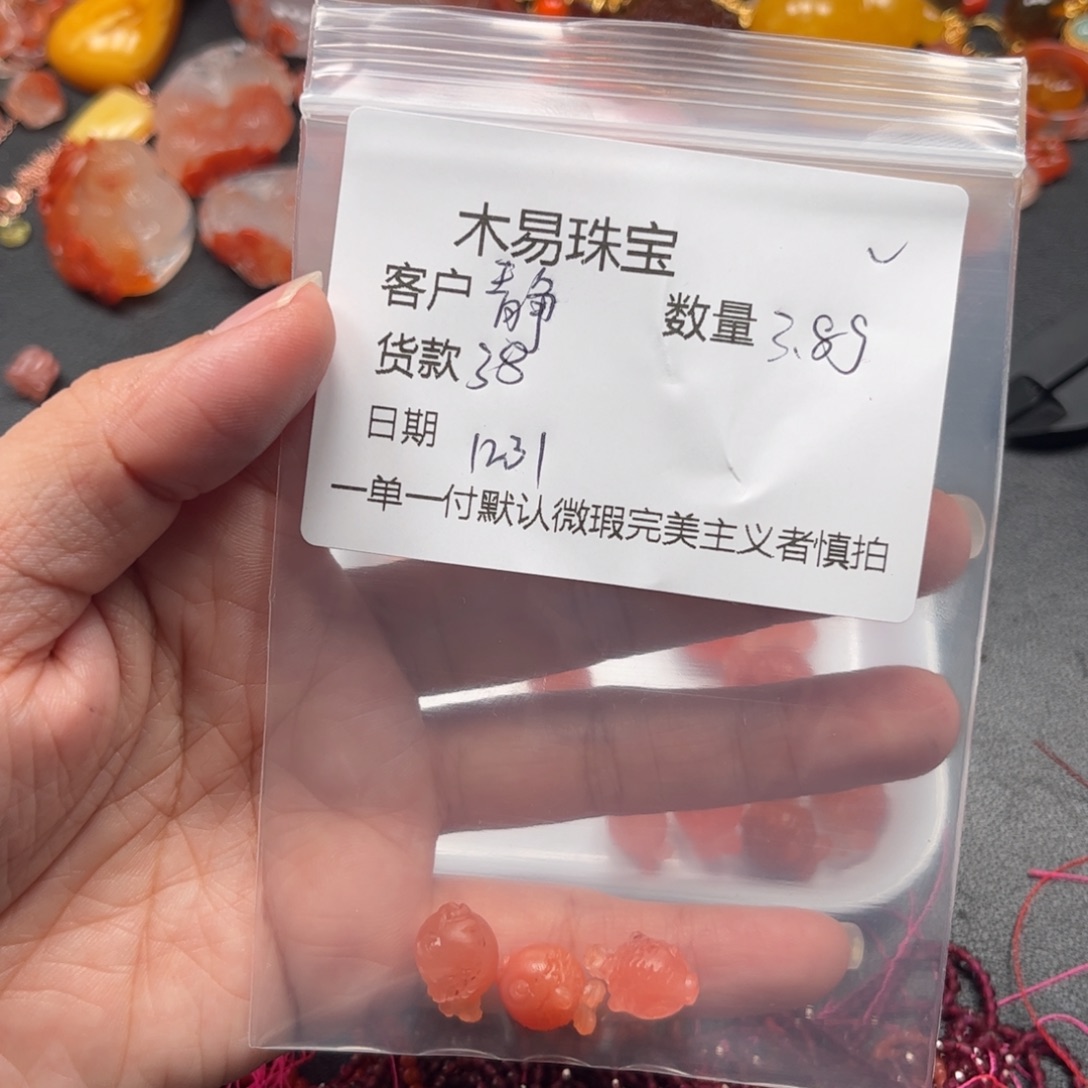 木易珠宝
客户 静 数量 3.89
货款 38
日期 1231
一单一付默认微瑕完美主义者慎拍